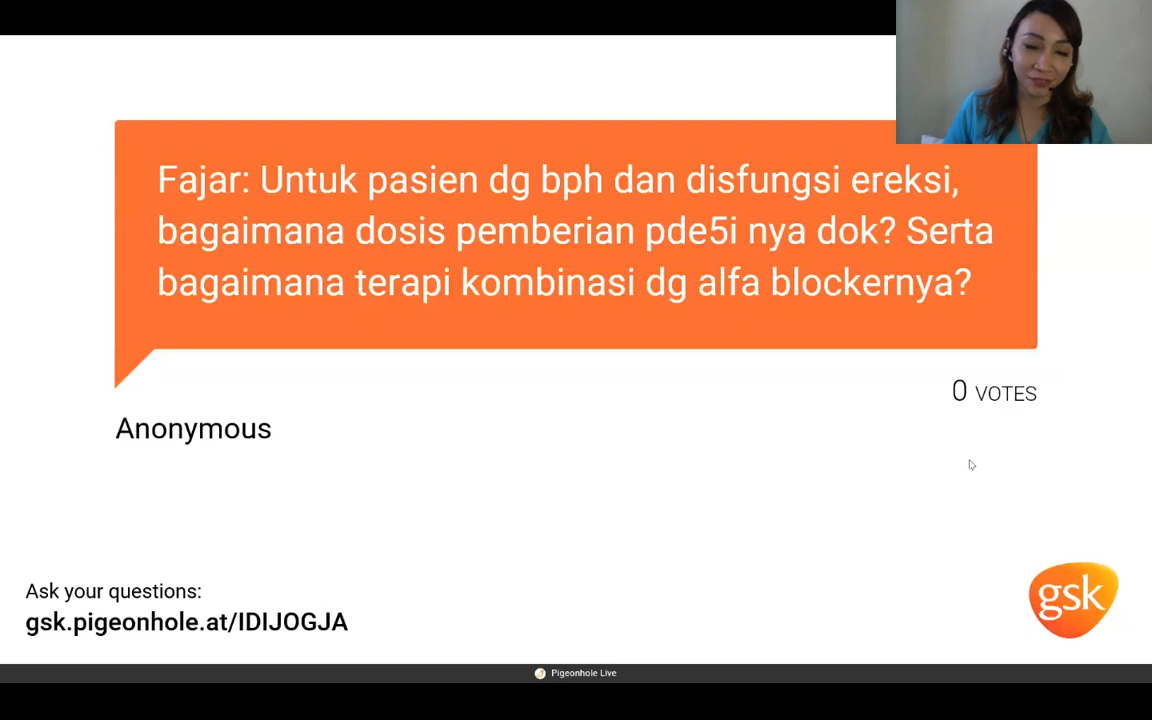 Fajar: Untuk pasien dg bph dan disfungsi ereksi,
bagaimana dosis pemberian pde5i nya dok? Serta
bagaimana terapi kombinasi dg alfa blockernya?
0 VOTES
Anonymous
Ask your questions:
gsk.pigeonhole.at/IDIJOGJA
gsk
Pigeonhole Live